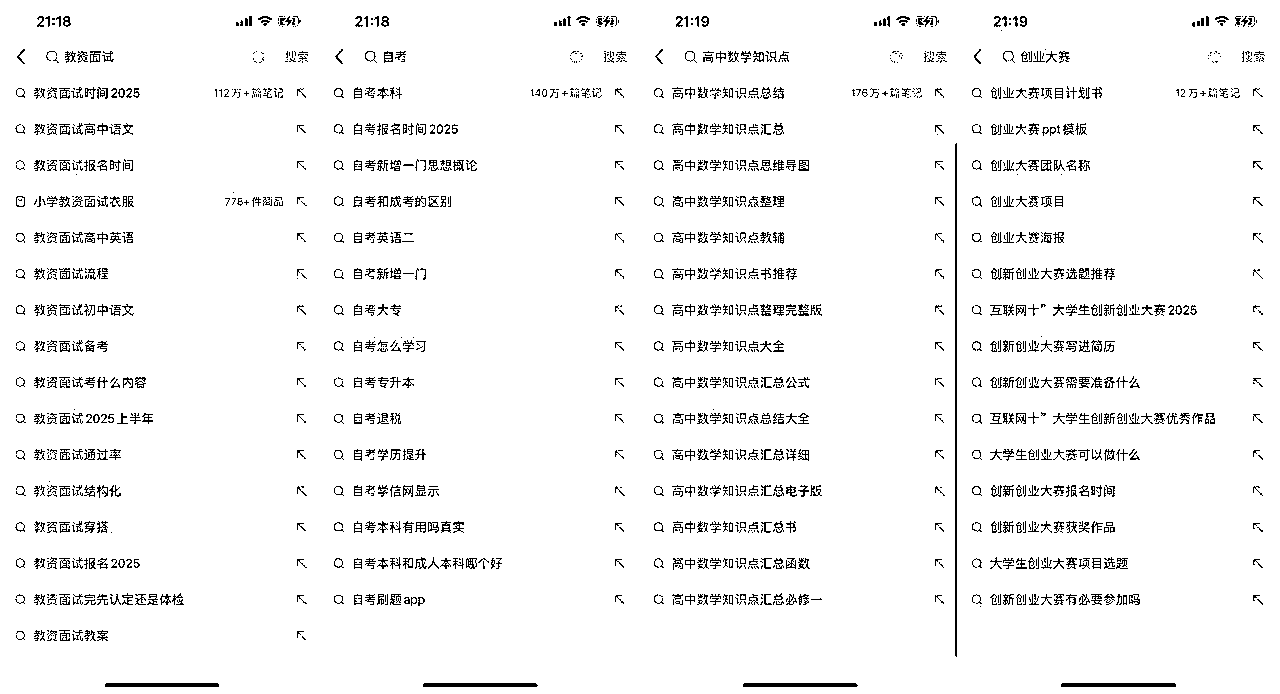 21:18
教资面试
搜索
教资面试时间2025
112万+篇笔记
教资面试高中语文
教资面试报名时间
小学教资面试衣服
778+件商品
教资面试高中英语
教资面试流程
教资面试初中语文
教资面试备考
教资面试考什么内容
教资面试2025上半年
教资面试通过率
教资面试结构化
教资面试穿搭
教资面试报名2025
教资面试完先认定还是体检
教资面试教案
21:18
自考
搜索
自考本科
140万+篇笔记
自考报名时间2025
自考新增一门思想概论
自考和成考的区别
自考英语二
自考新增一门
自考大专
自考怎么学习
自考专升本
自考退税
自考学历提升
自考学信网显示
自考本科有用吗真实
自考本科和成人本科哪个好
自考刷题app
21:19
高中数学知识点
搜索
高中数学知识点总结
176万+篇笔记
高中数学知识点汇总
高中数学知识点思维导图
高中数学知识点整理
高中数学知识点教辅
高中数学知识点书推荐
高中数学知识点整理完整版
高中数学知识点大全
高中数学知识点汇总公式
高中数学知识点总结大全
高中数学知识点汇总详细
高中数学知识点汇总电子版
高中数学知识点汇总书
高中数学知识点汇总函数
高中数学知识点汇总必修一
21:19
创业大赛
搜索
创业大赛项目计划书
12万+篇笔记
创业大赛ppt模板
创业大赛团队名称
创业大赛项目
创业大赛海报
创新创业大赛选题推荐
互联网十”大学生创新创业大赛2025
创新创业大赛写进简历
创新创业大赛需要准备什么
互联网十”大学生创新创业大赛优秀作品
大学生创业大赛可以做什么
创新创业大赛报名时间
创新创业大赛获奖作品
大学生创业大赛项目选题
创新创业大赛有必要参加吗